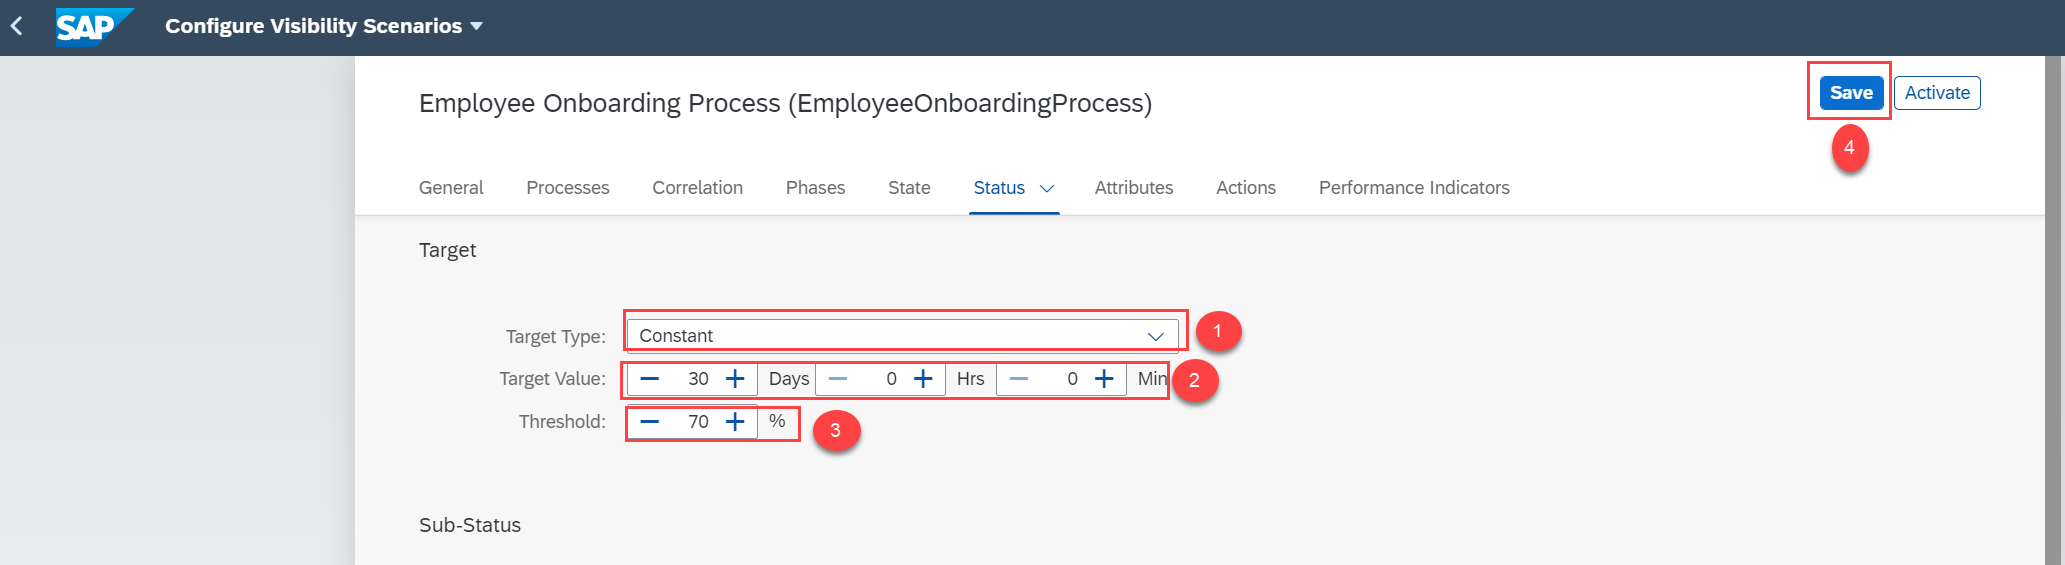 SAP Configure Visibility Scenarios
Employee Onboarding Process (EmployeeOnboardingProcess)
Save Activate
4
General Processes Correlation Phases State Status Attributes Actions Performance Indicators
Target
Target Type: Constant 1
Target Value: 30 Days 0 Hrs 0 Min 2
Threshold: 70 % 3
Sub-Status